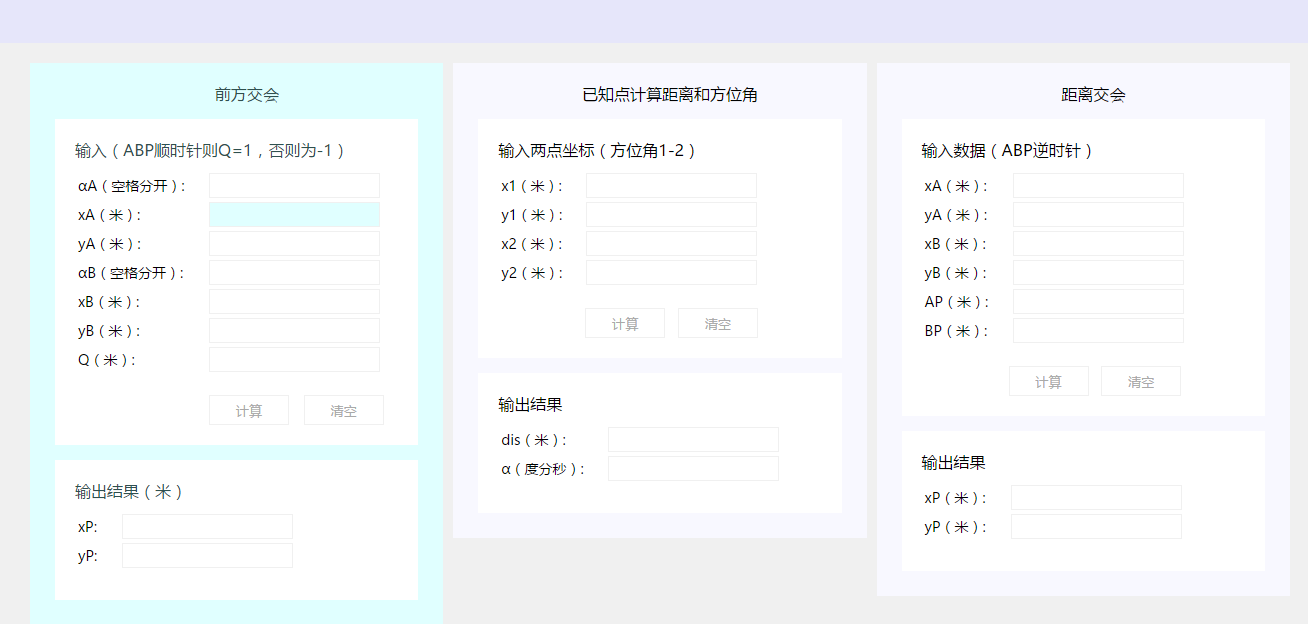 前方交会
输入（ABP顺时针则Q=1，否则为-1）
αA（空格分开）:
xA（米）:
yA（米）:
αB（空格分开）:
xB（米）:
yB（米）:
Q（米）:
计算 清空
输出结果（米）
xP:
yP:
已知点计算距离和方位角
输入两点坐标（方位角1-2）
x1（米）:
y1（米）:
x2（米）:
y2（米）:
计算 清空
输出结果
dis（米）:
α（度分秒）:
距离交会
输入数据（ABP逆时针）
xA（米）:
yA（米）:
xB（米）:
yB（米）:
AP（米）:
BP（米）:
计算 清空
输出结果
xP（米）:
yP（米）: